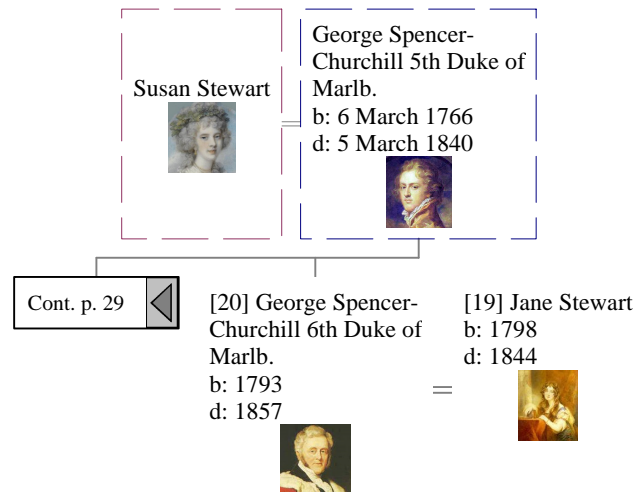 Susan Stewart
George Spencer-
Churchill 5th Duke of
Marlb.
b: 6 March 1766
d: 5 March 1840
Cont. p. 29
[20] George Spencer-
Churchill 6th Duke of
Marlb.
b: 1793
d: 1857
[19] Jane Stewart
b: 1798
d: 1844